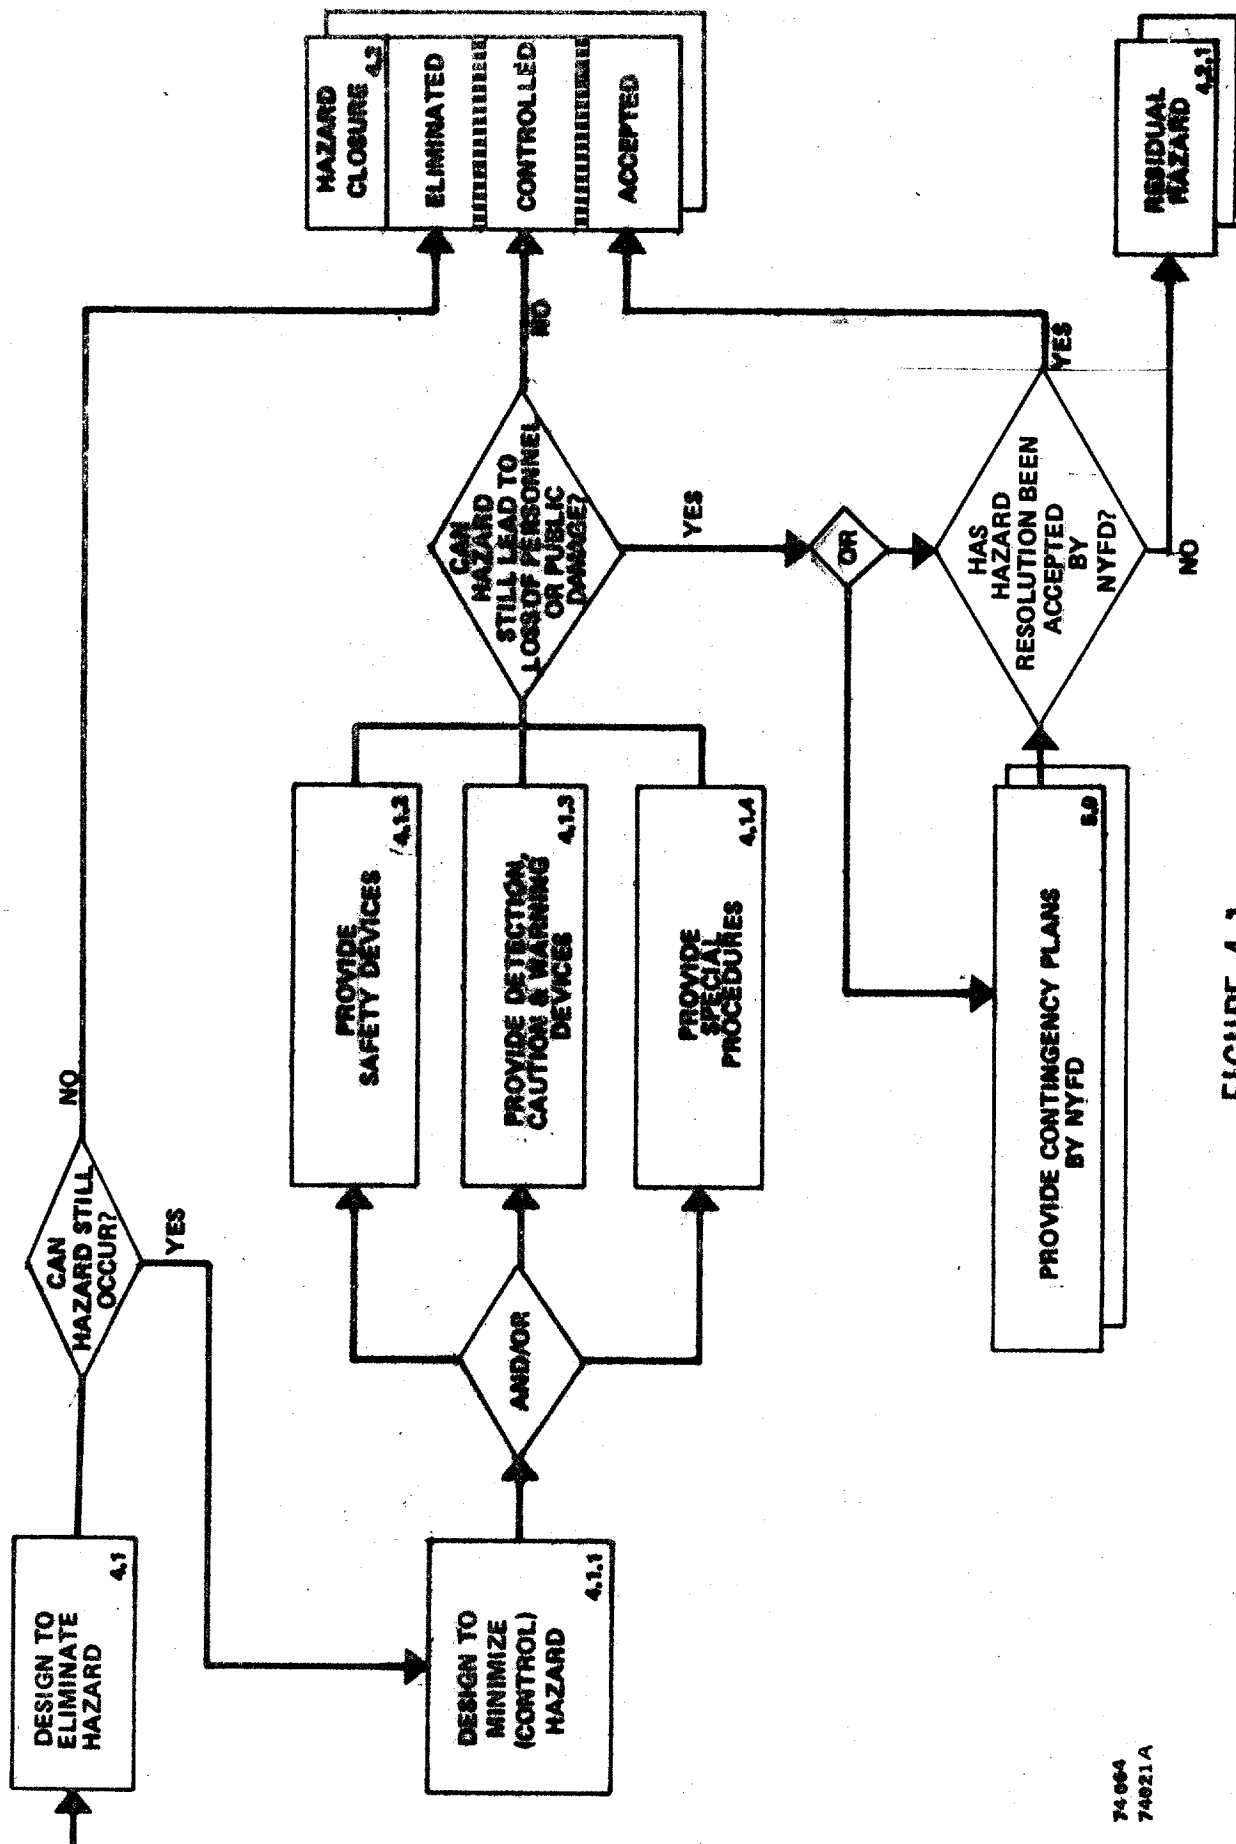 DESIGN TO
ELIMINATE
HAZARD
4.1
CAN
HAZARD STILL
OCCUR?
NO
YES
DESIGN TO
MINIMIZE
(CONTROL)
HAZARD
4.1.1
AND/OR
PROVIDE
SAFETY DEVICES
4.1.2
PROVIDE DETECTION,
CAUTION & WARNING
DEVICES
4.1.3
PROVIDE
SPECIAL
PROCEDURES
4.1.4
CAN
HAZARD
STILL LEAD TO
LOSS OF PERSONNEL
OR PUBLIC
DAMAGE?
NO
YES
HAZARD
CLOSURE
4.2
ELIMINATED
CONTROLLED
ACCEPTED
OR
PROVIDE CONTINGENCY PLANS
BY NYFD
5.0
HAS
HAZARD
RESOLUTION BEEN
ACCEPTED
BY
NYFD?
YES
NO
RESIDUAL
HAZARD
4.2.1
74 064
74021A
FIGURE